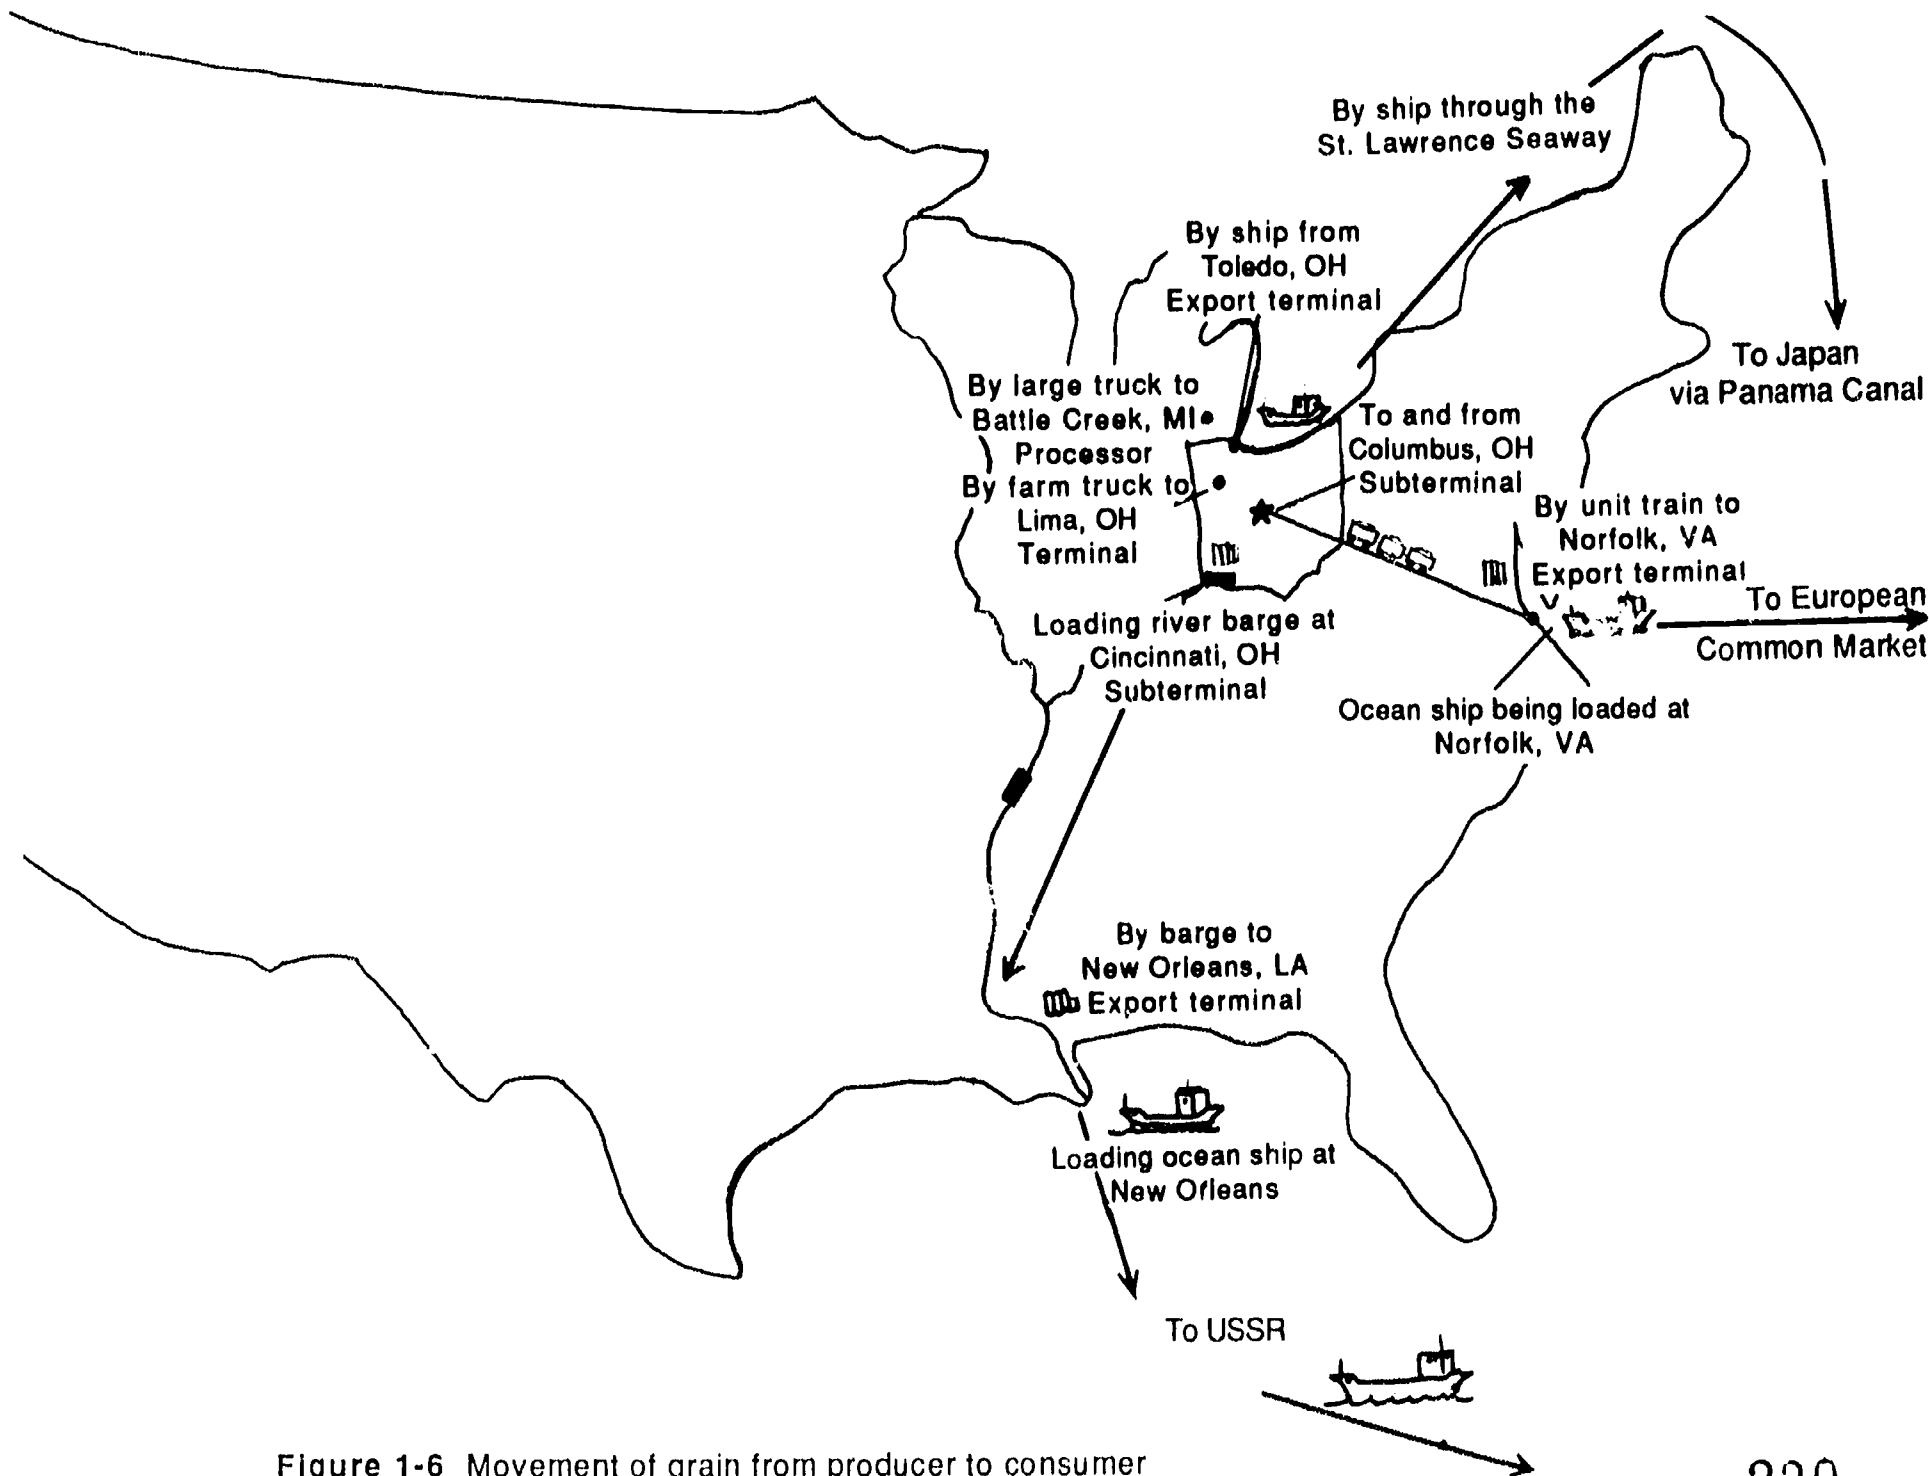 By ship through the
St. Lawrence Seaway
By ship from
Toledo, OH
Export terminal
To Japan
via Panama Canal
By large truck to
Battle Creek, MI
Processor
By farm truck to
Lima, OH
Terminal
To and from
Columbus, OH
Subterminal
By unit train to
Norfolk, VA
Export terminal
To European
Common Market
Loading river barge at
Cincinnati, OH
Subterminal
Ocean ship being loaded at
Norfolk, VA
By barge to
New Orleans, LA
Export terminal
Loading ocean ship at
New Orleans
To USSR
Figure 1-6 Movement of grain from producer to consumer